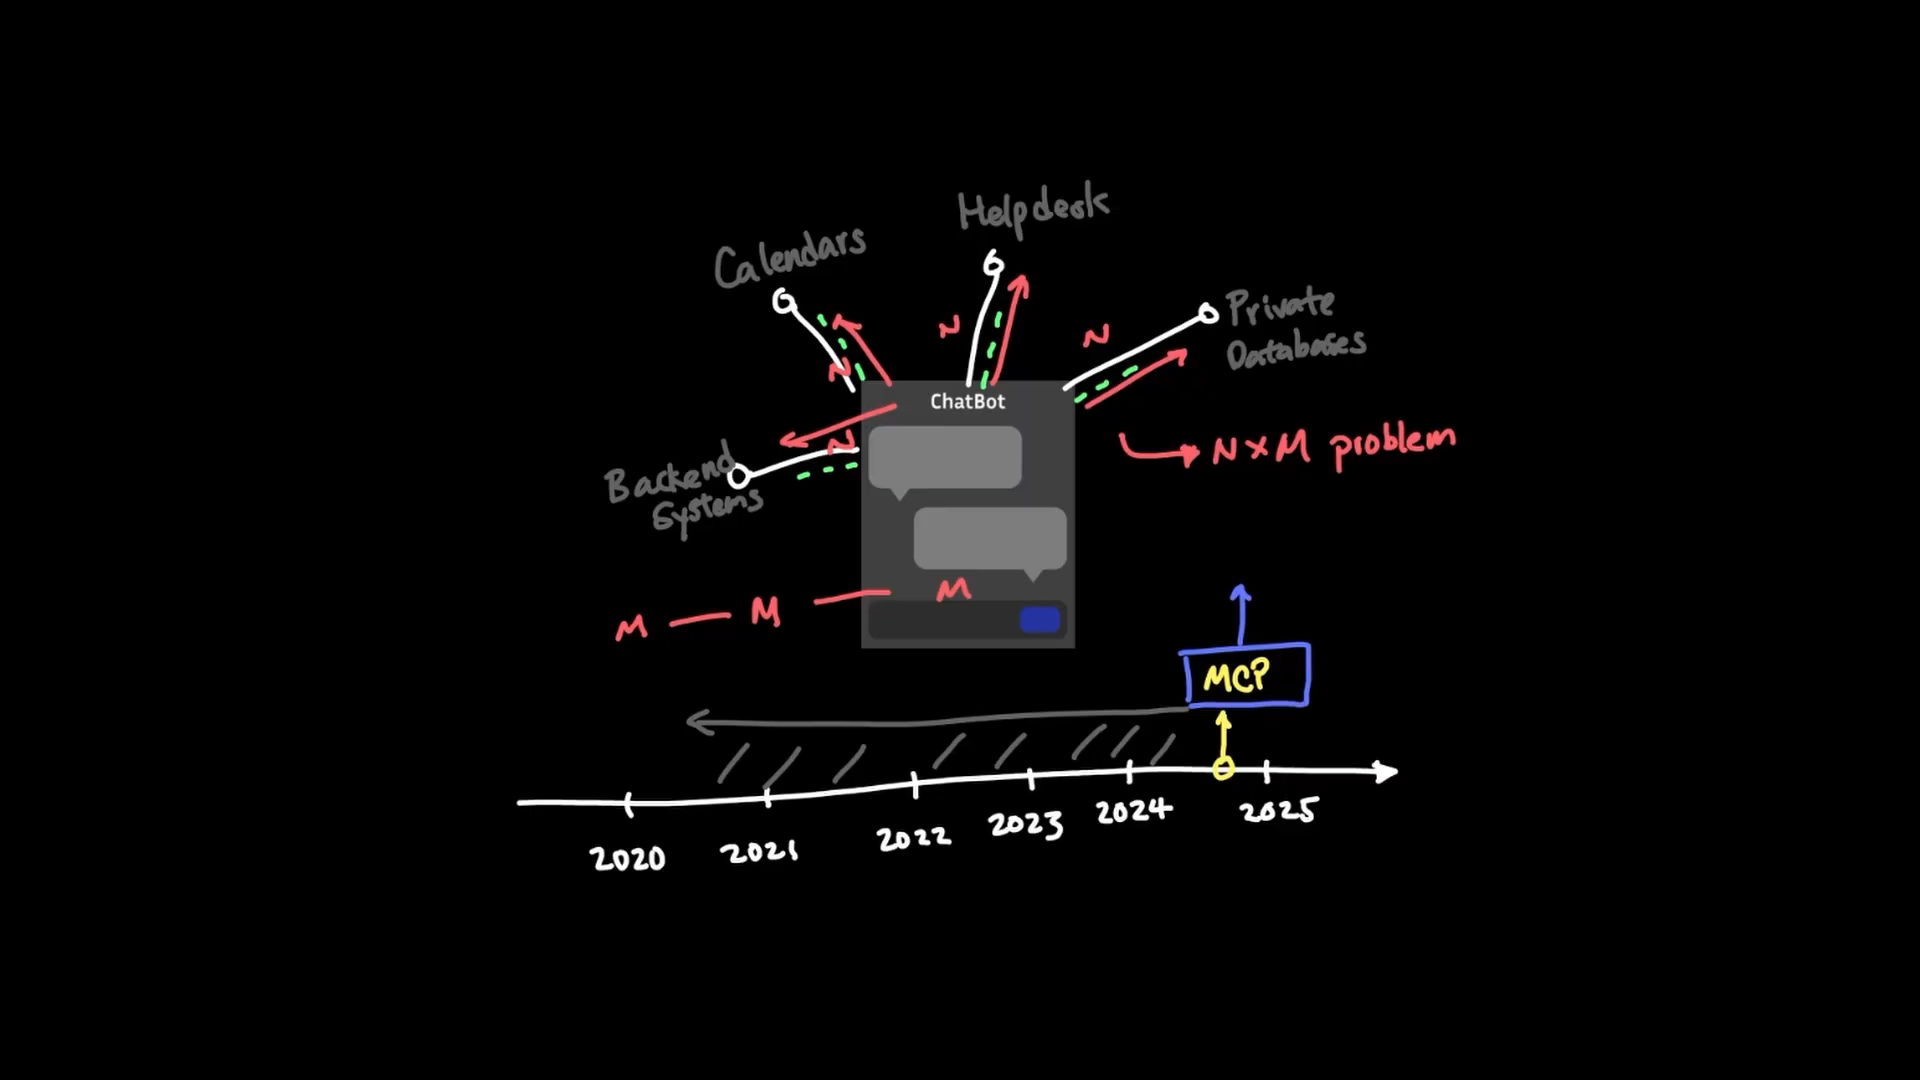 Helpdesk
Calendars
Private
Databases
N
N
N
ChatBot
N
N×M problem
Backend
Systems
M
M
M
MCP
2020
2021
2022
2023
2024
2025